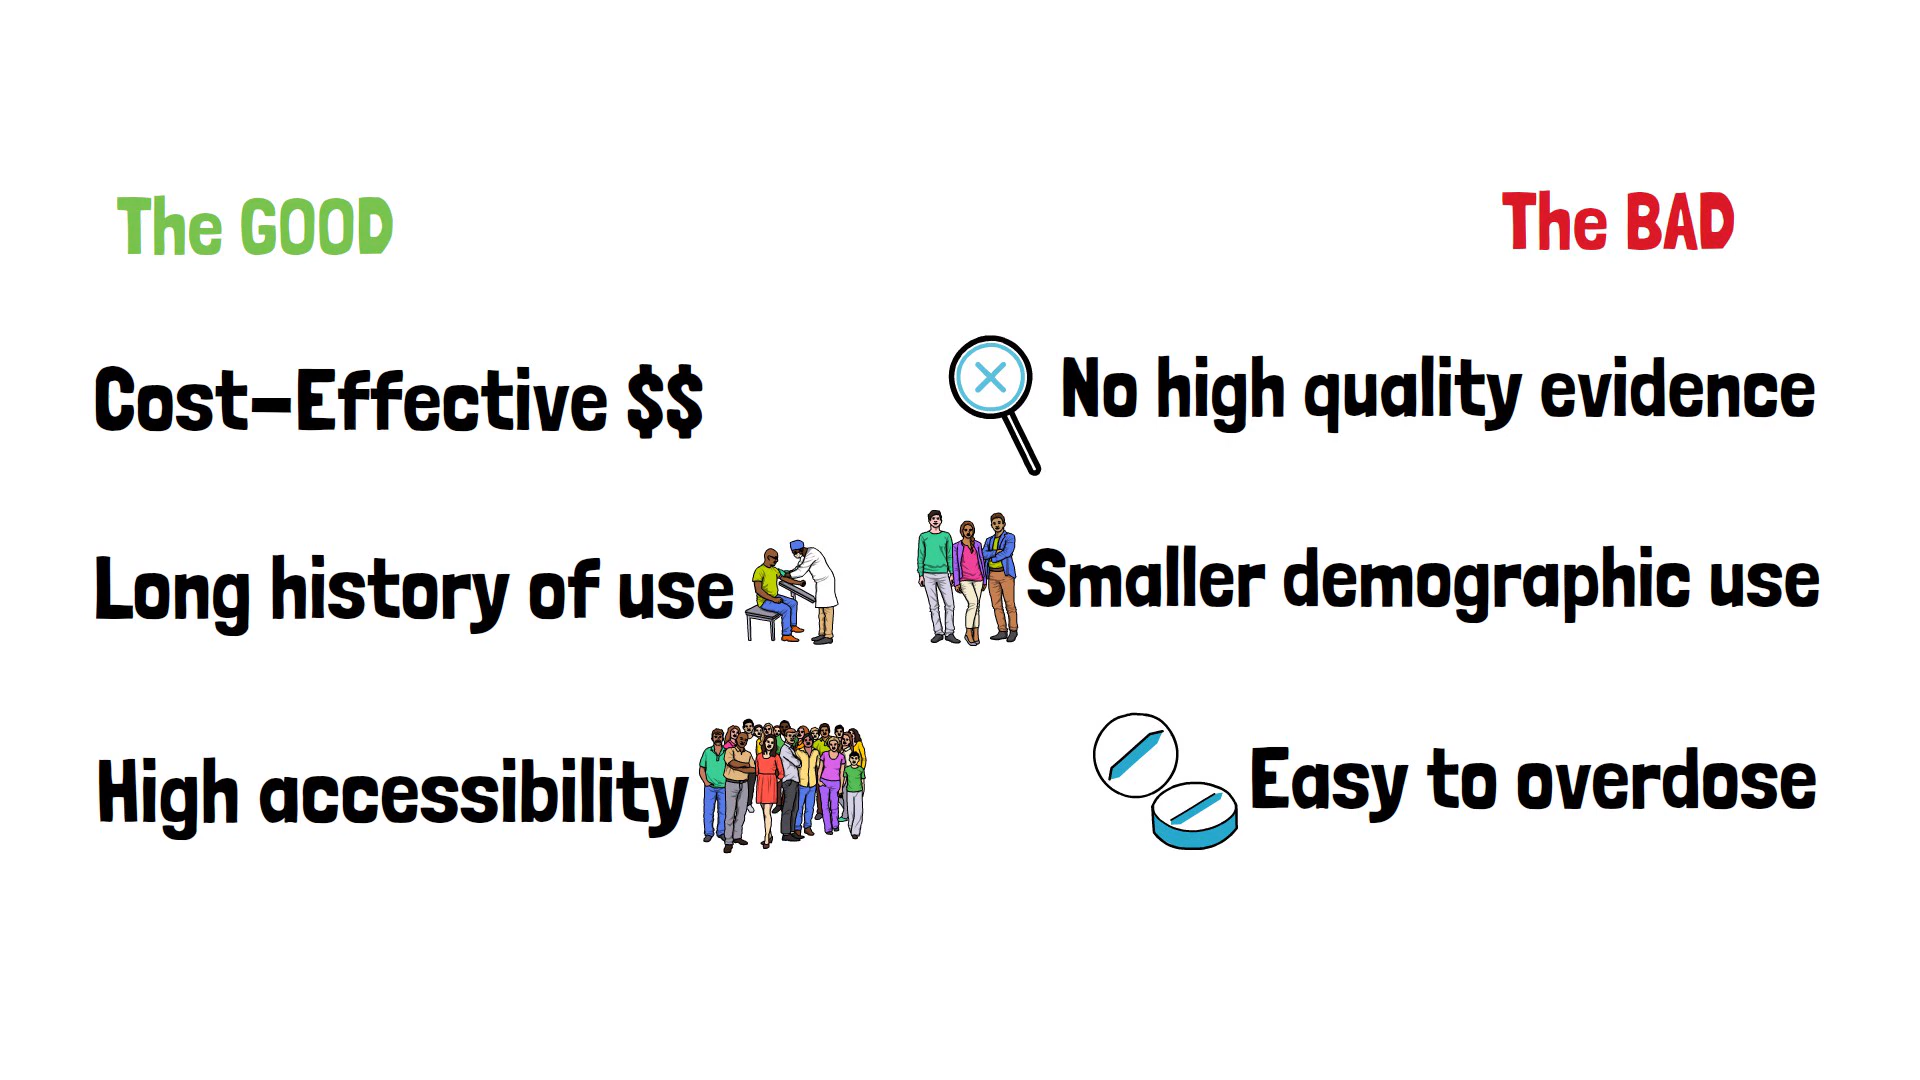 The GOOD
Cost-Effective $$
Long history of use
High accessibility
The BAD
No high quality evidence
Smaller demographic use
Easy to overdose